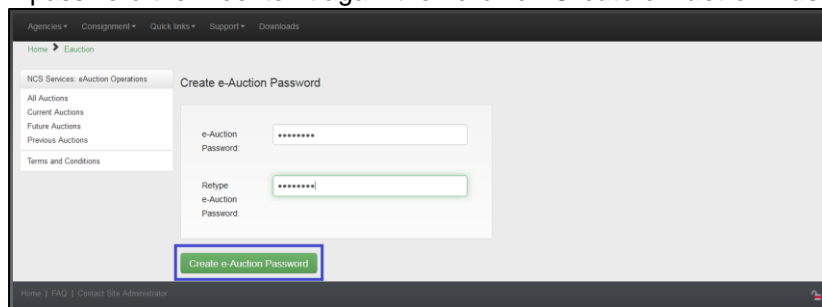 Agencies Consignment Quick links Support Downloads
Home > Eauction
NCS Services: eAuction Operations
All Auctions
Current Auctions
Future Auctions
Previous Auctions
Terms and Conditions
Create e-Auction Password
e-Auction
Password:
••••••••
Retype
e-Auction
Password:
••••••••
Create e-Auction Password
Home | FAQ | Contact Site Administrator